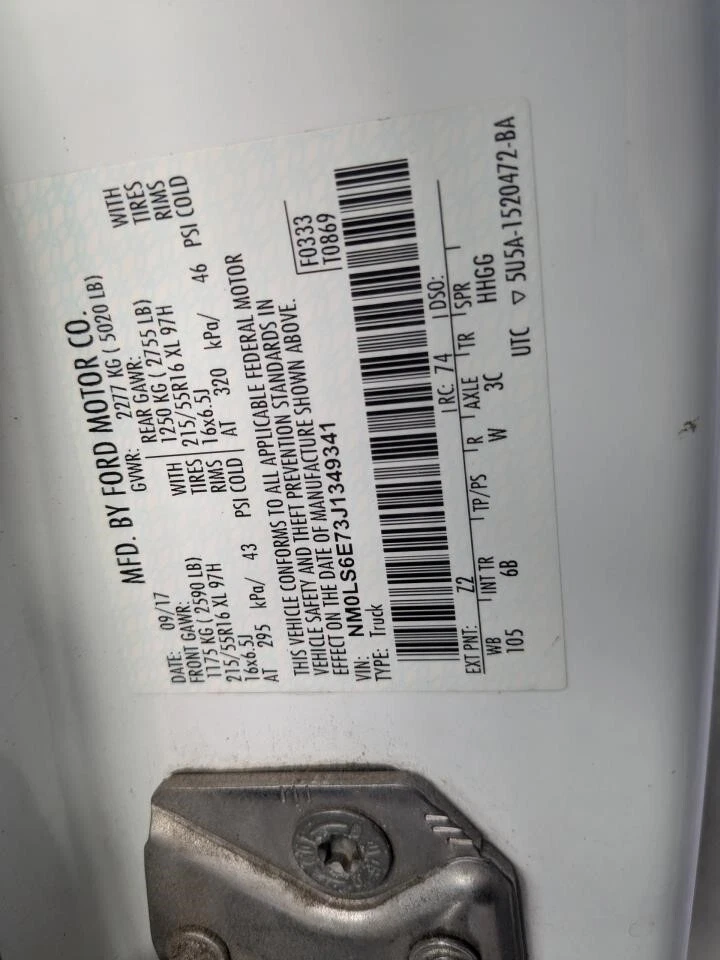 MFD. BY FORD MOTOR CO.
DATE: 09/17 GVWR: 2277 KG ( 5020 LB)
FRONT GAWR: REAR GAWR:
1175 KG ( 2590 LB) WITH 1250 KG ( 2755 LB) WITH
215/55R16 XL 97H TIRES 215/55R16 XL 97H TIRES
16x6.5J RIMS 16x6.5J RIMS
AT 295 kPa/ 43 PSI COLD AT 320 kPa/ 46 PSI COLD
THIS VEHICLE CONFORMS TO ALL APPLICABLE FEDERAL MOTOR
VEHICLE SAFETY AND THEFT PREVENTION STANDARDS IN
EFFECT ON THE DATE OF MANUFACTURE SHOWN ABOVE.
F0333
T0869
VIN: NM0LS6E73J1349341
TYPE: Truck
EXT PNT: Z2 RC: 74 DSO:
WB INT TR TP/PS R AXLE TR SPR
105 6B W 3C HHGG
UTC ▽ 5U5A-1520472-BA